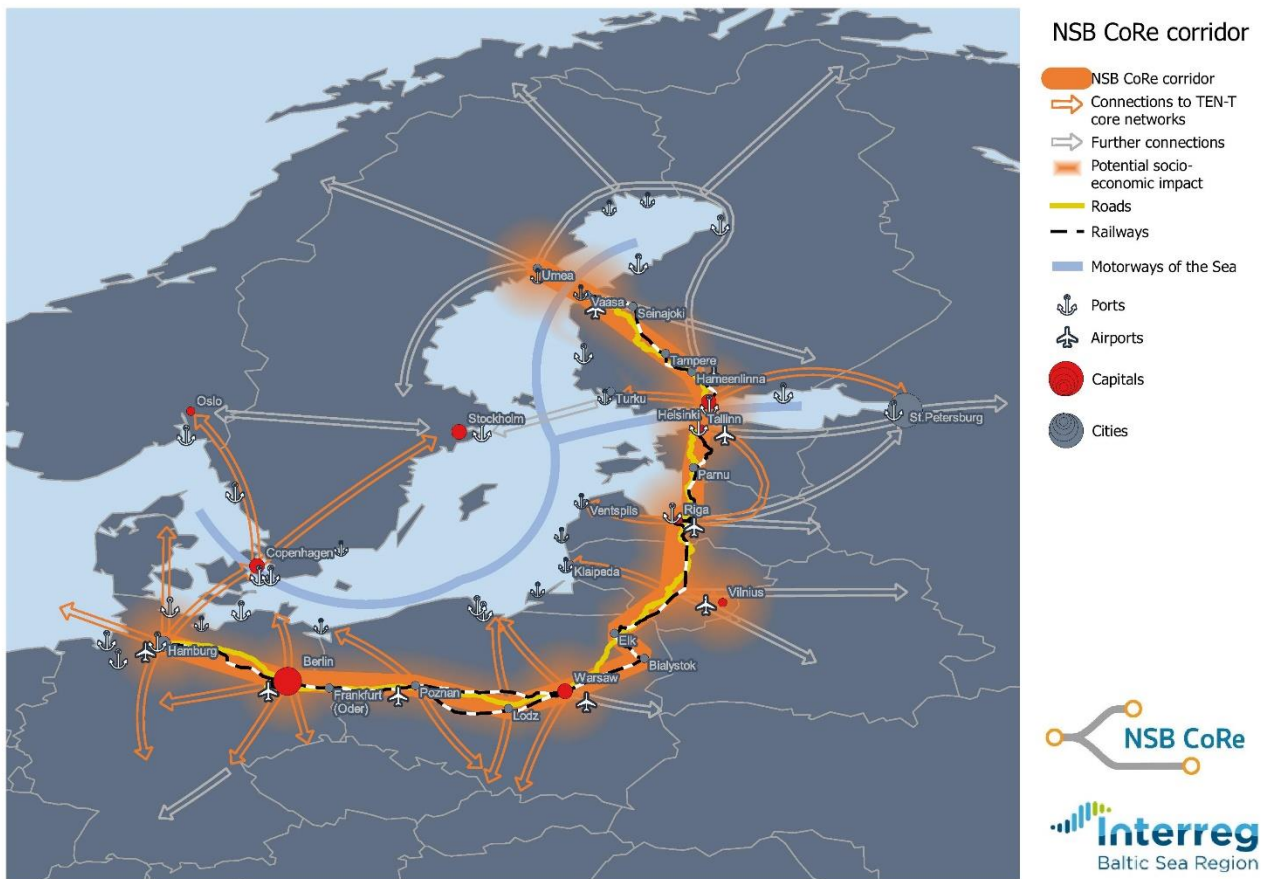 NSB CoRe corridor
NSB CoRe corridor
Connections to TEN-T
core networks
Further connections
Potential socio-
economic impact
Roads
Railways
Motorways of the Sea
Ports
Airports
Capitals
Cities
Umea
Vaasa
Seinajoki
Tampere
Hameenlinna
Turku
Helsinki
Tallinn
St.Petersburg
Oslo
Stockholm
Parnu
Ventspils
Riga
Copenhagen
Klaipeda
Vilnius
Elk
Bialystok
Hamburg
Berlin
Frankfurt
(Oder)
Poznan
Lodz
Warsaw
NSB CoRe
Interreg
Baltic Sea Region